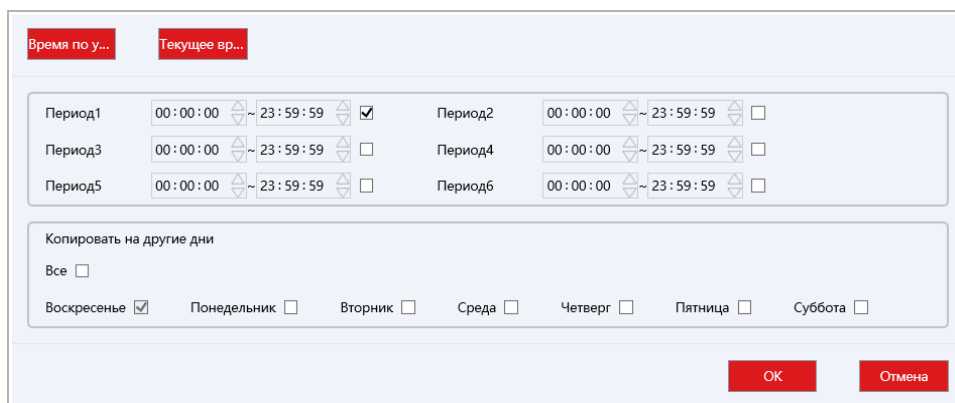 Время по у... Текущее вр...
Период1 00:00:00 ~ 23:59:59 Период2 00:00:00 ~ 23:59:59
Период3 00:00:00 ~ 23:59:59 Период4 00:00:00 ~ 23:59:59
Период5 00:00:00 ~ 23:59:59 Период6 00:00:00 ~ 23:59:59
Копировать на другие дни
Все
Воскресенье Понедельник Вторник Среда Четверг Пятница Суббота
OK Отмена